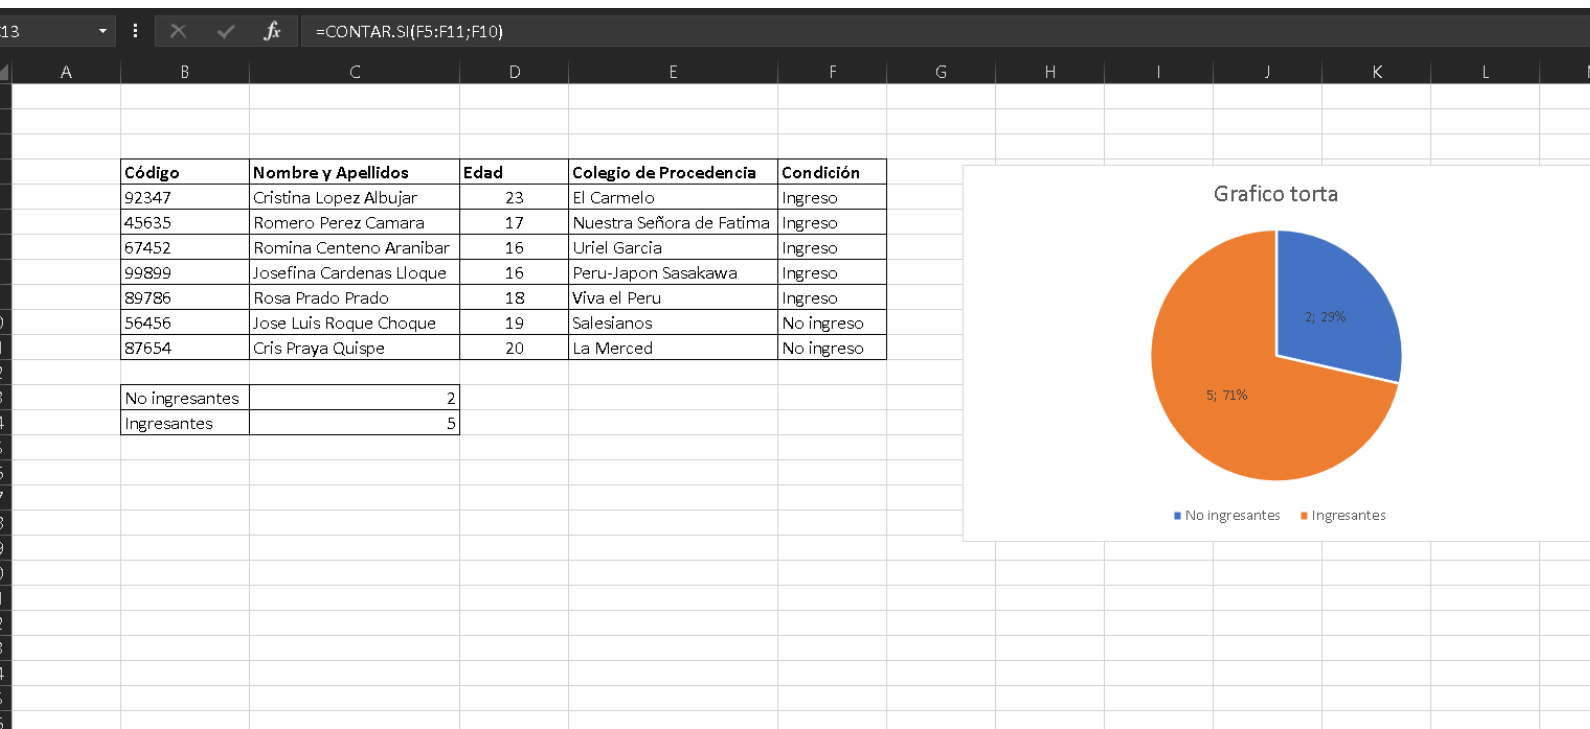 13 fx =CONTAR.SI(F5:F11;F10)
A B C D E F G H I J K L
Código Nombre y Apellidos Edad Colegio de Procedencia Condición
92347 Cristina Lopez Albujar 23 El Carmelo Ingreso
45635 Romero Perez Camara 17 Nuestra Señora de Fatima Ingreso
67452 Romina Centeno Aranibar 16 Uriel Garcia Ingreso
99899 Josefina Cardenas Lloque 16 Peru-Japon Sasakawa Ingreso
89786 Rosa Prado Prado 18 Viva el Peru Ingreso
56456 Jose Luis Roque Choque 19 Salesianos No ingreso
87654 Cris Praya Quispe 20 La Merced No ingreso
No ingresantes 2
Ingresantes 5
Grafico torta
2; 29%
5; 71%
No ingresantes Ingresantes